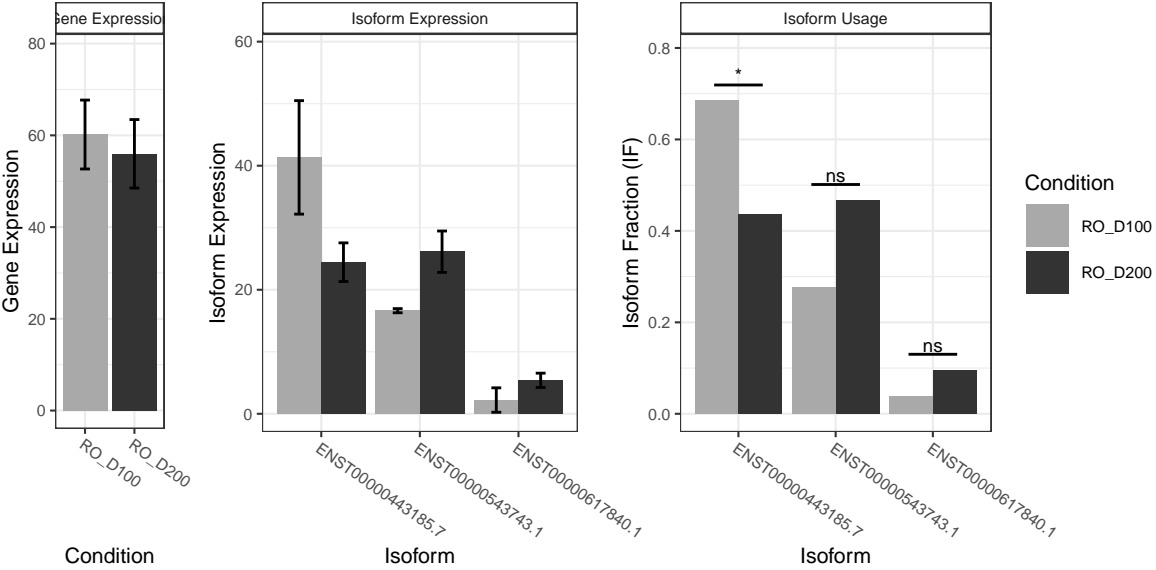 Gene Expression
Isoform Expression
Isoform Usage
Gene Expression
80
60
40
20
0
RO_D100
RO_D200
Condition
Isoform Expression
60
40
20
0
ENST00000443185.7
ENST00000543743.1
ENST00000617840.1
Isoform
Isoform Fraction (IF)
0.8
0.6
0.4
0.2
0.0
*
ns
ns
ENST00000443185.7
ENST00000543743.1
ENST00000617840.1
Isoform
Condition
RO_D100
RO_D200